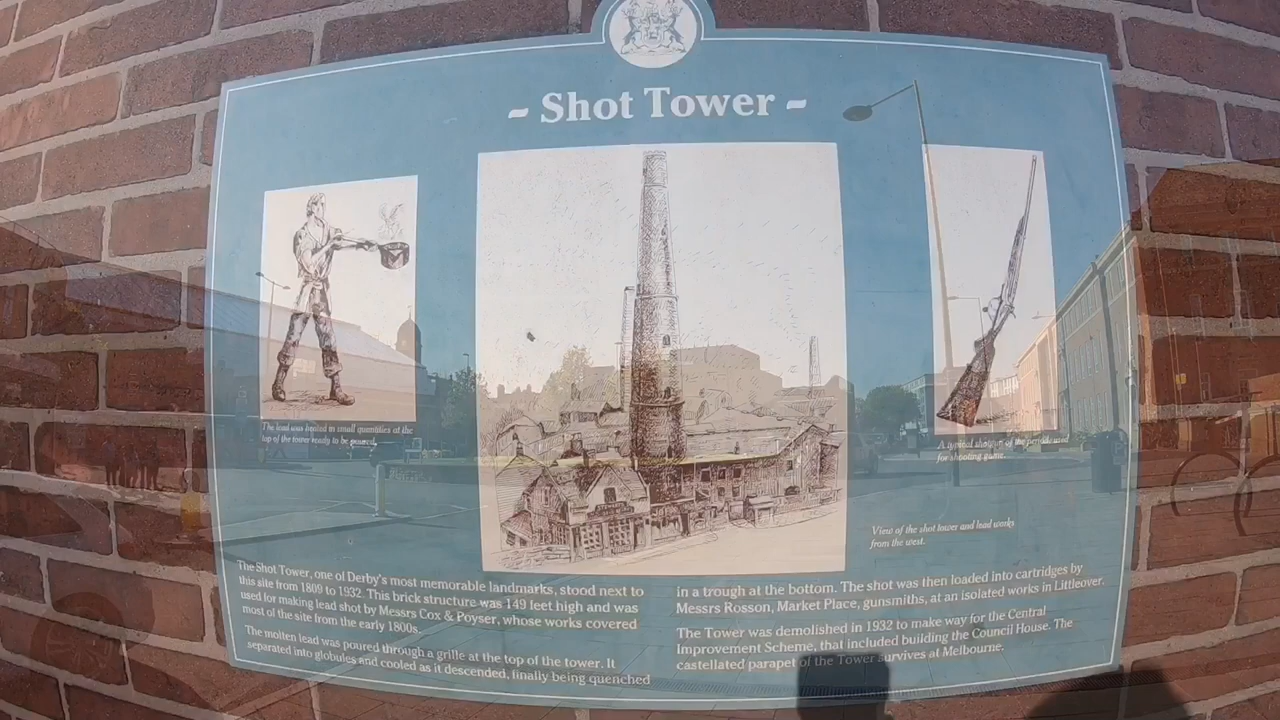 ~ Shot Tower ~
The lead was heated in small quantities at the
top of the tower ready to be poured.
A typical shotgun of the period used
for shooting game.
View of the shot tower and lead works
from the west.
The Shot Tower, one of Derby's most memorable landmarks, stood next to
this site from 1809 to 1932. This brick structure was 149 feet high and was
used for making lead shot by Messrs Cox & Poyser, whose works covered
most of the site from the early 1800s.
The molten lead was poured through a grille at the top of the tower. It
separated into globules and cooled as it descended, finally being quenched
in a trough at the bottom. The shot was then loaded into cartridges by
Messrs Rosson, Market Place, gunsmiths, at an isolated works in Littleover.
The Tower was demolished in 1932 to make way for the Central
Improvement Scheme, that included building the Council House. The
castellated parapet of the Tower survives at Melbourne.